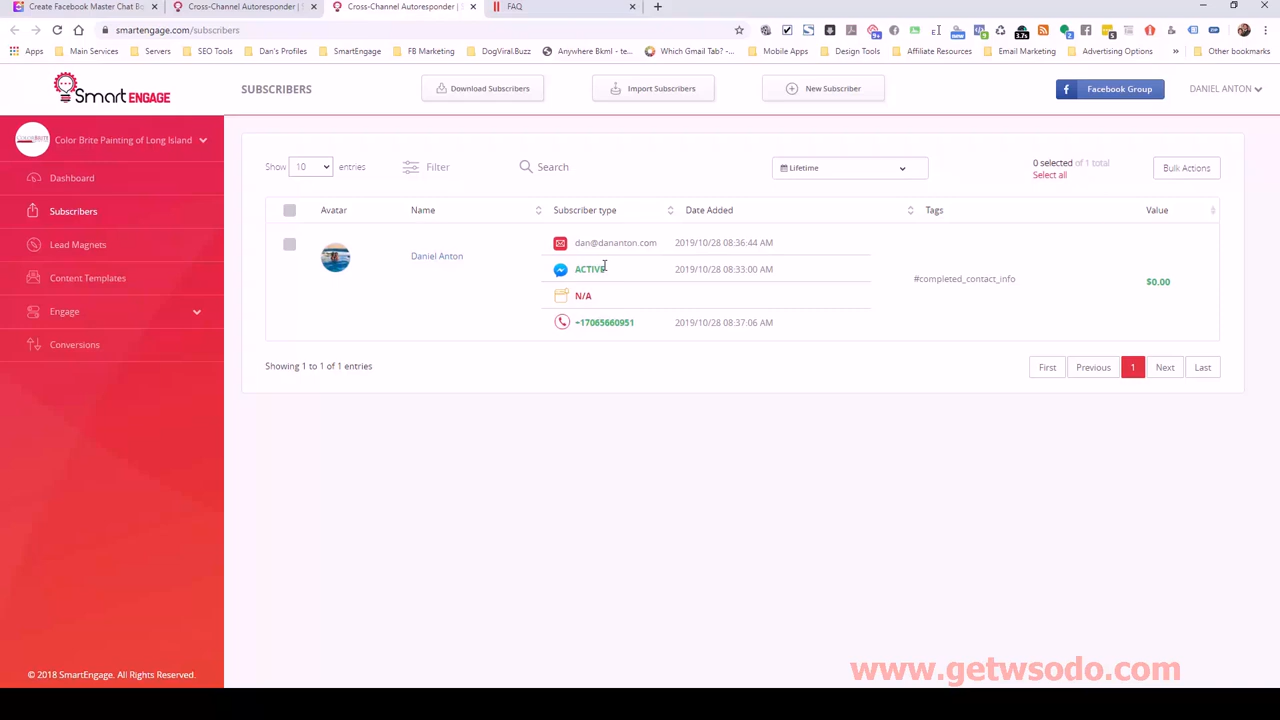 Create Facebook Master Chat Bo
Cross-Channel Autoresponder | S
Cross-Channel Autoresponder | S
FAQ
smartengage.com/subscribers
Apps
Main Services
Servers
SEO Tools
Dan's Profiles
SmartEngage
FB Marketing
DogViral.Buzz
Anywhere Bkml - te...
Which Gmail Tab? -...
Mobile Apps
Design Tools
Affiliate Resources
Email Marketing
Advertising Options
»
Other bookmarks
Smart ENGAGE
SUBSCRIBERS
Download Subscribers
Import Subscribers
New Subscriber
Facebook Group
DANIEL ANTON
Color Brite Painting of Long Island
Dashboard
Subscribers
Lead Magnets
Content Templates
Engage
Conversions
© 2018 SmartEngage. All Rights Reserved.
Show 10 entries
Filter
Search
Lifetime
0 selected of 1 total
Select all
Bulk Actions
Avatar Name Subscriber type Date Added Tags Value
dan@dananton.com 2019/10/28 08:36:44 AM
Daniel Anton
ACTIVE 2019/10/28 08:33:00 AM
#completed_contact_info
$0.00
N/A
+17065660951 2019/10/28 08:37:06 AM
Showing 1 to 1 of 1 entries
First Previous 1 Next Last
www.getwsodo.com